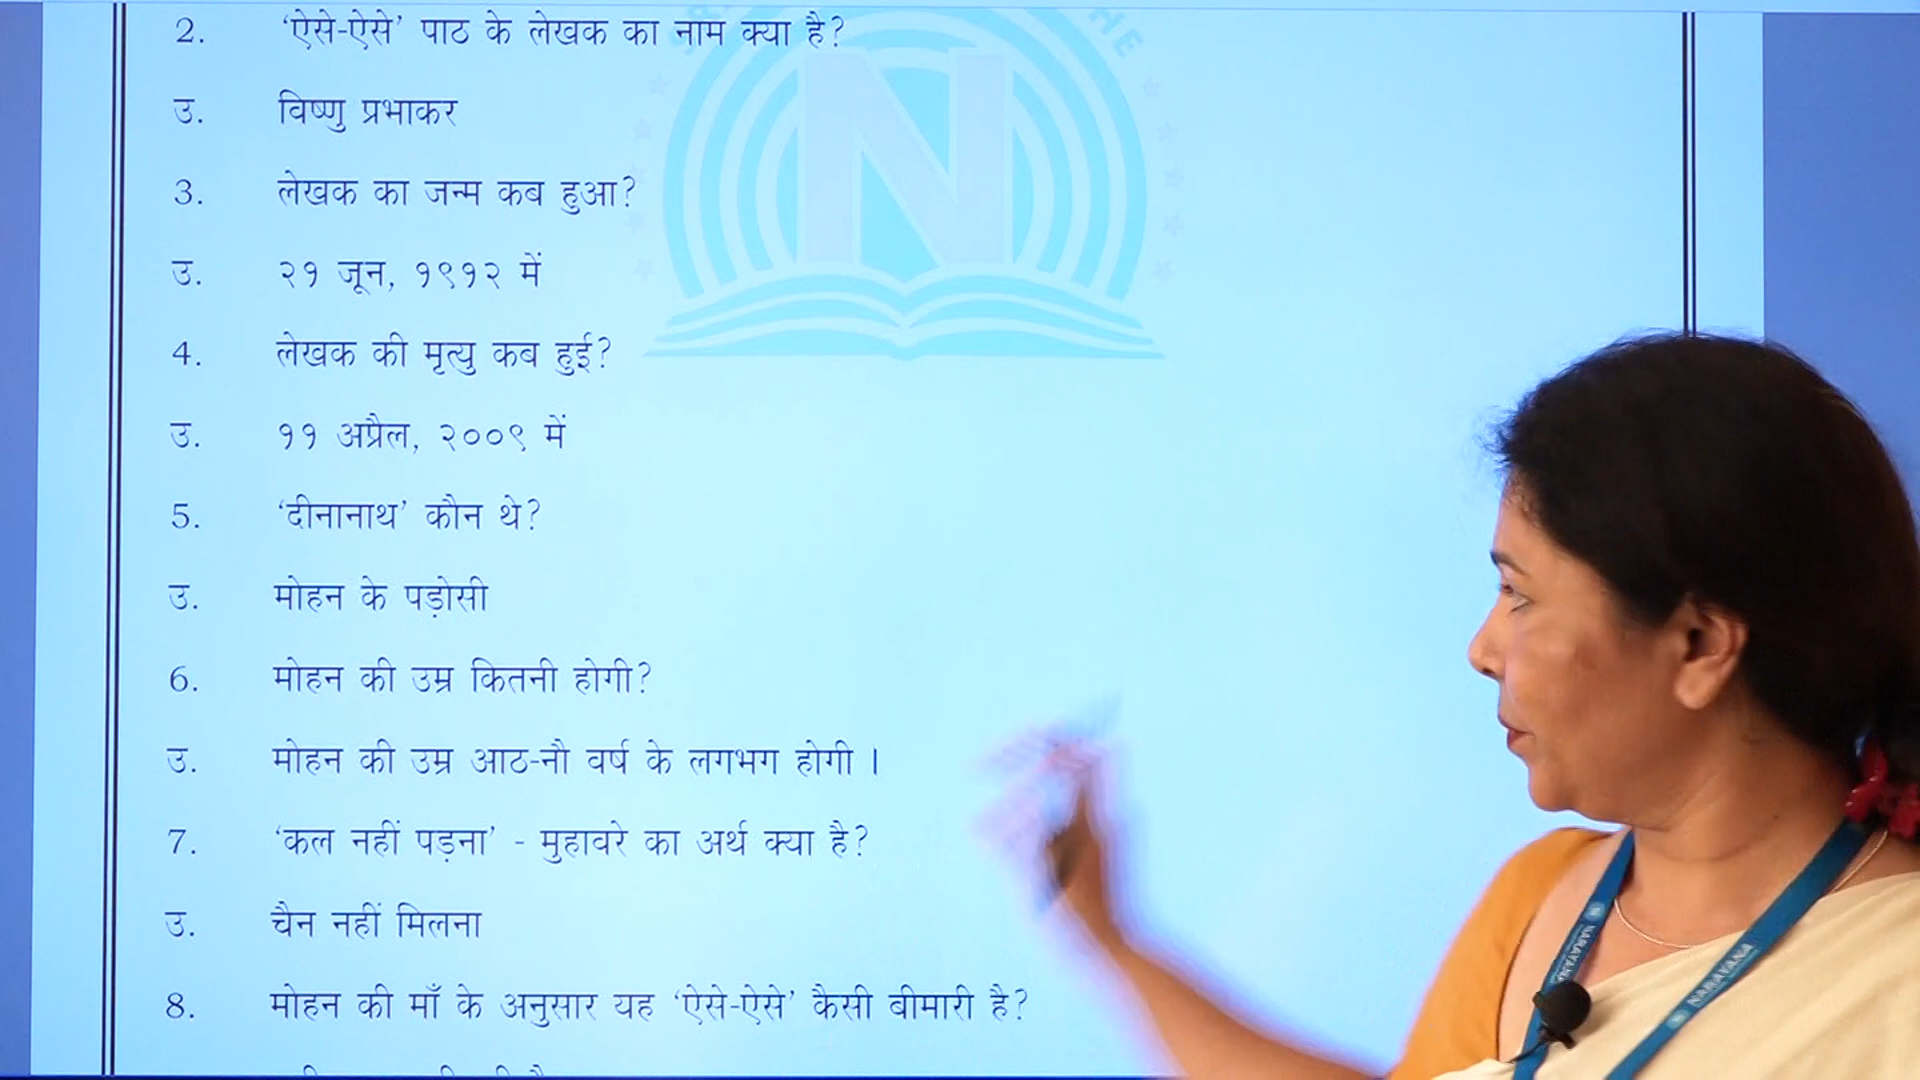 2. ‘ऐसे-ऐसे’ पाठ के लेखक का नाम क्या है?
उ. विष्णु प्रभाकर
3. लेखक का जन्म कब हुआ?
उ. २१ जून, १९१२ में
4. लेखक की मृत्यु कब हुई?
उ. ११ अप्रैल, २००९ में
5. ‘दीनानाथ’ कौन थे?
उ. मोहन के पड़ोसी
6. मोहन की उम्र कितनी होगी?
उ. मोहन की उम्र आठ-नौ वर्ष के लगभग होगी ।
7. ‘कल नहीं पड़ना’ - मुहावरे का अर्थ क्या है?
उ. चैन नहीं मिलना
8. मोहन की माँ के अनुसार यह ‘ऐसे-ऐसे’ कैसी बीमारी है?
N
HE
NARAYANA